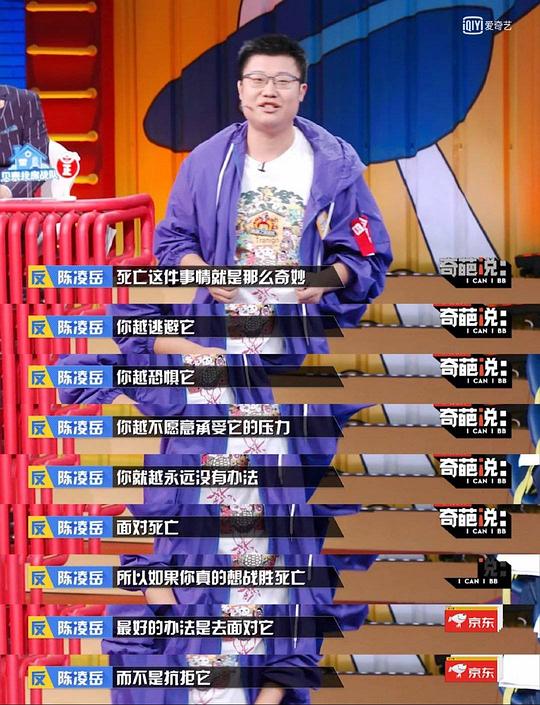 iQIYI 爱奇艺
反 陈凌岳 死亡这件事情就是那么奇妙
奇葩说
I CAN I BB
反 陈凌岳 你越逃避它
奇葩说
I CAN I BB
反 陈凌岳 你越恐惧它
奇葩说
I CAN I BB
反 陈凌岳 你越不愿意承受它的压力
奇葩说
I CAN I BB
反 陈凌岳 你就越永远没有办法
奇葩说
I CAN I BB
反 陈凌岳 面对死亡
奇葩说
I CAN I BB
反 陈凌岳 所以如果你真的想战胜死亡
I CAN I BB
反 陈凌岳 最好的办法是去面对它
京东
反 陈凌岳 而不是抗拒它
京东